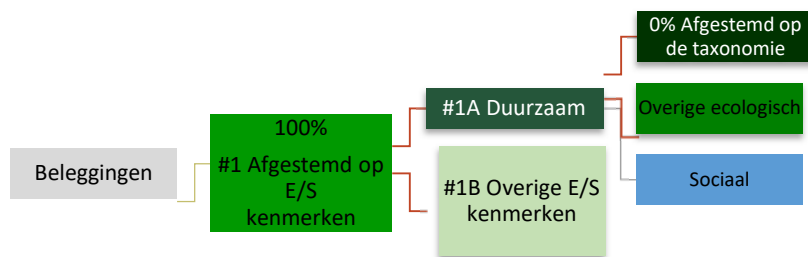 Beleggingen
100%
#1 Afgestemd op
E/S
kenmerken
#1A Duurzaam
#1B Overige E/S
kenmerken
0% Afgestemd op
de taxonomie
Overige ecologisch
Sociaal